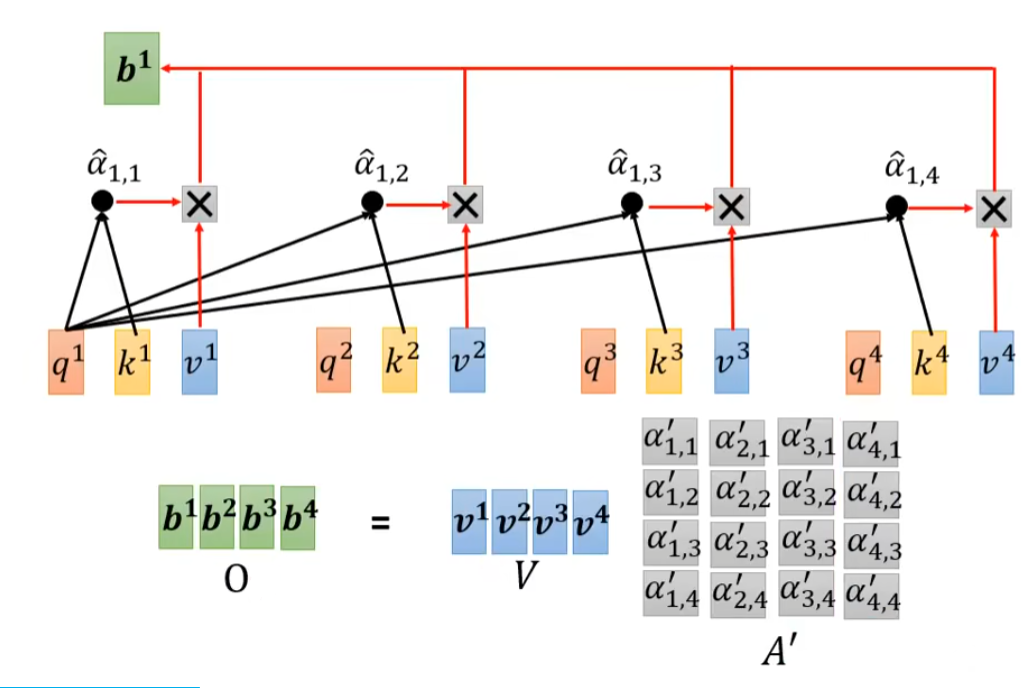 b¹
α̂₁,₁ α̂₁,₂ α̂₁,₃ α̂₁,₄
q¹ k¹ v¹ q² k² v² q³ k³ v³ q⁴ k⁴ v⁴
α′₁,₁ α′₂,₁ α′₃,₁ α′₄,₁
α′₁,₂ α′₂,₂ α′₃,₂ α′₄,₂
b¹ b² b³ b⁴ = v¹ v² v³ v⁴
α′₁,₃ α′₂,₃ α′₃,₃ α′₄,₃
O V
α′₁,₄ α′₂,₄ α′₃,₄ α′₄,₄
A′